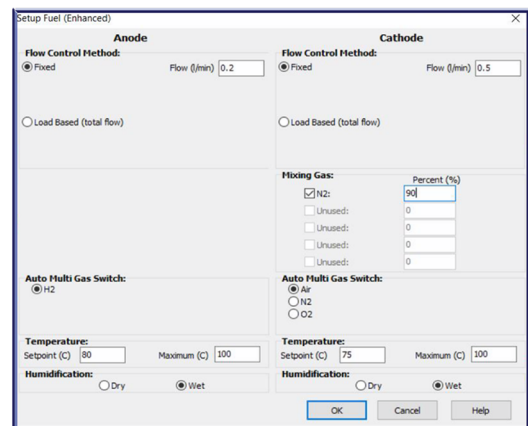 Setup Fuel (Enhanced)
Anode
Cathode
Flow Control Method:
Fixed Flow (l/min) 0.2
Load Based (total flow)
Flow Control Method:
Fixed Flow (l/min) 0.5
Load Based (total flow)
Mixing Gas: Percent (%)
N2: 90
Unused: 0
Unused: 0
Unused: 0
Unused: 0
Auto Multi Gas Switch:
H2
Auto Multi Gas Switch:
Air
N2
O2
Temperature:
Setpoint (C) 80 Maximum (C) 100
Temperature:
Setpoint (C) 75 Maximum (C) 100
Humidification:
Dry Wet
Humidification:
Dry Wet
OK Cancel Help